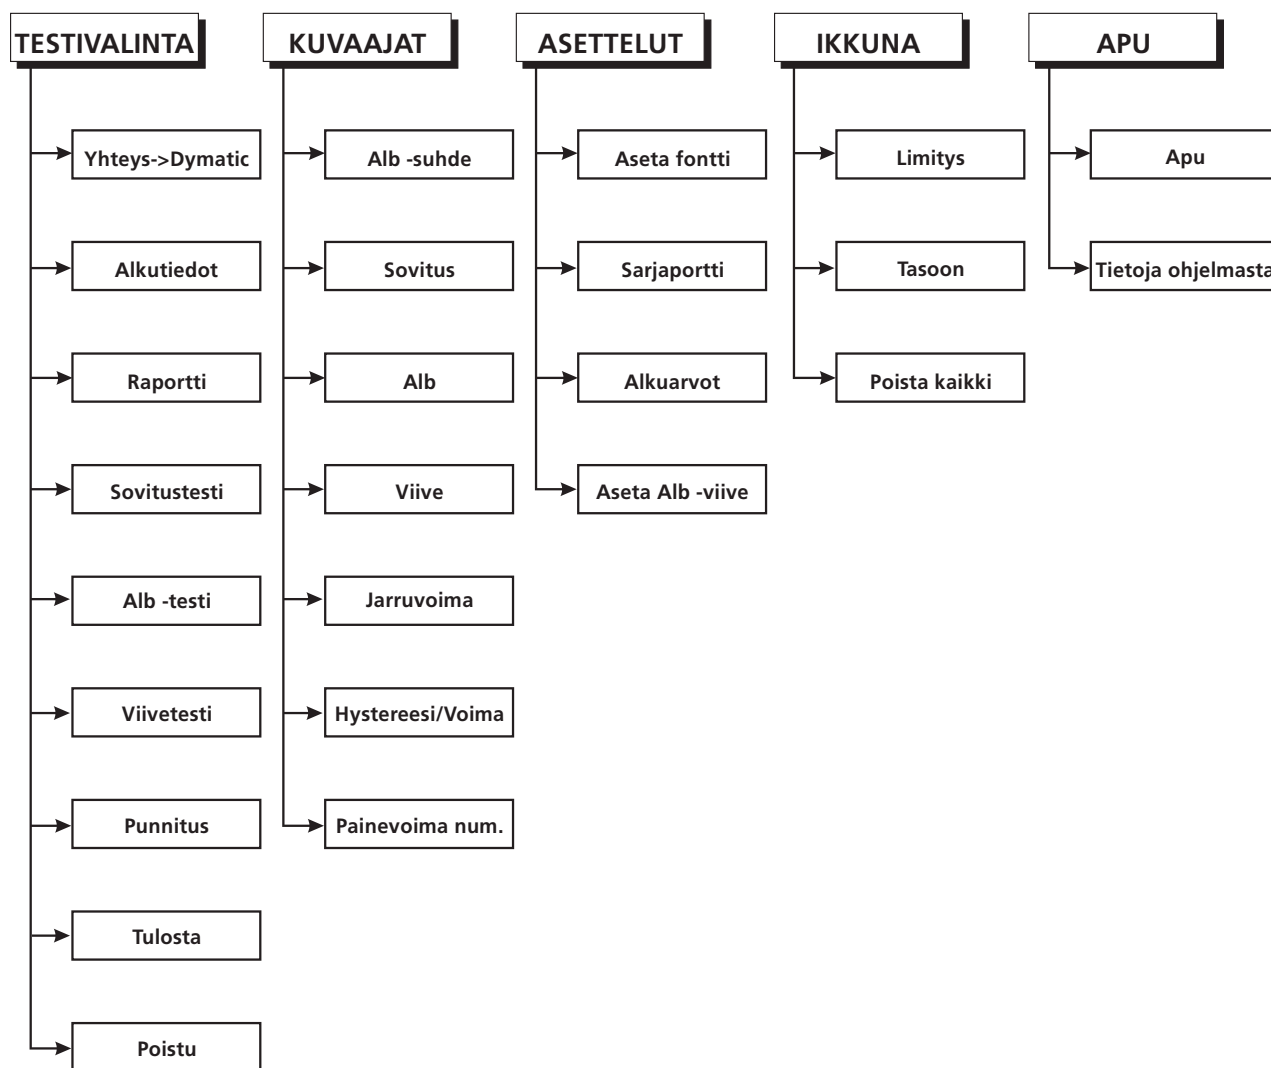 TESTIVALINTA
Yhteys->Dymatic
Alkutiedot
Raportti
Sovitustesti
Alb -testi
Viivetesti
Punnitus
Tulosta
Poistu
KUVAAJAT
Alb -suhde
Sovitus
Alb
Viive
Jarruvoima
Hystereesi/Voima
Painevoima num.
ASETTELUT
Aseta fontti
Sarjaportti
Alkuarvot
Aseta Alb -viive
IKKUNA
Limitys
Tasoon
Poista kaikki
APU
Apu
Tietoja ohjelmasta